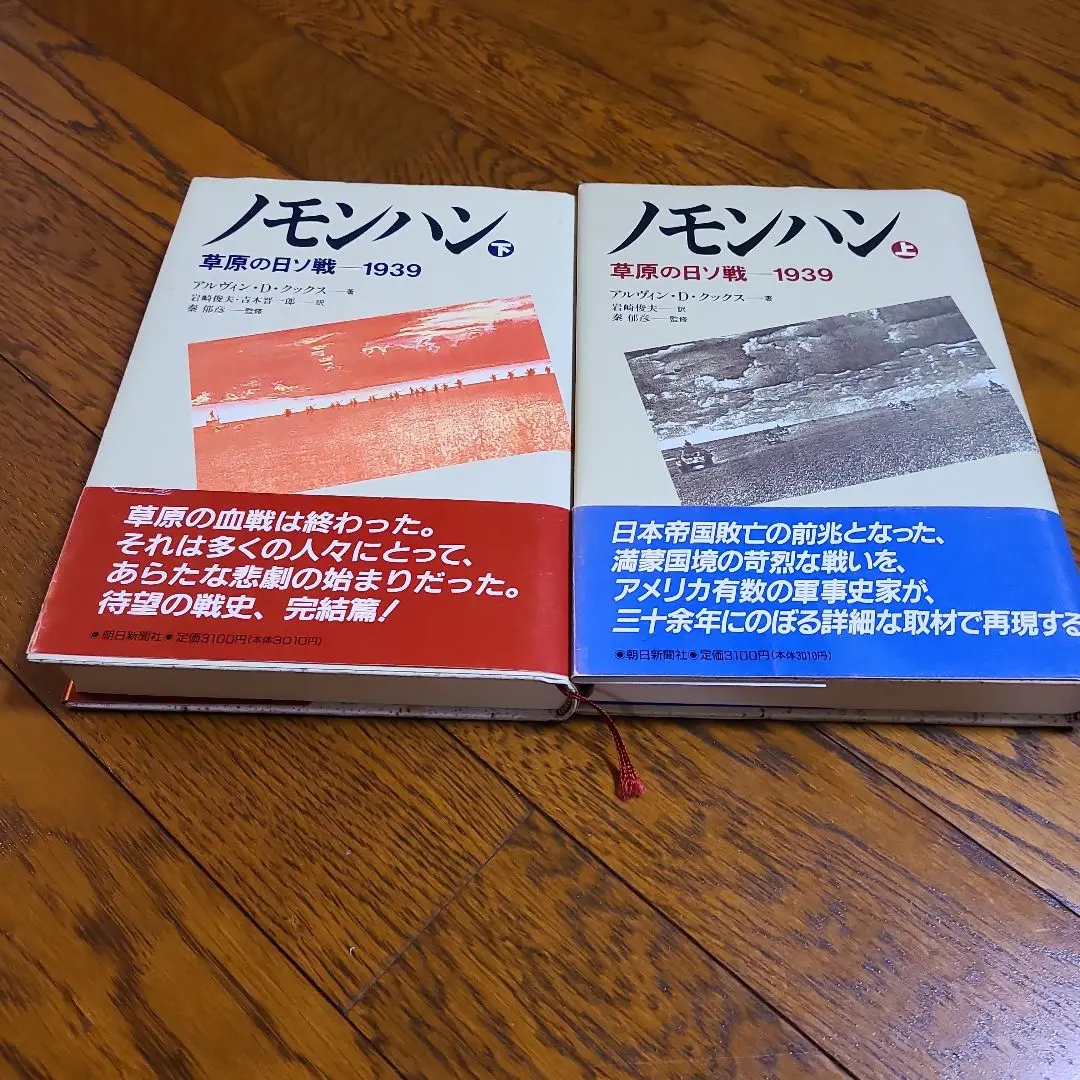 ノモンハン 下
草原の日ソ戦―1939
アルヴィン・D・クックス―著
岩崎俊夫・吉本晋一郎―訳
秦 郁彦―監修
草原の血戦は終わった。
それは多くの人々にとって、
あらたな悲劇の始まりだった。
待望の戦史、完結篇!
●朝日新聞社●定価3100円(本体3010円)
ノモンハン 上
草原の日ソ戦―1939
アルヴィン・D・クックス―著
岩崎俊夫―訳
秦 郁彦―監修
日本帝国敗亡の前兆となった、
満蒙国境の苛烈な戦いを、
アメリカ有数の軍事史家が、
三十余年にのぼる詳細な取材で再現する
●朝日新聞社●定価3100円(本体3010円)